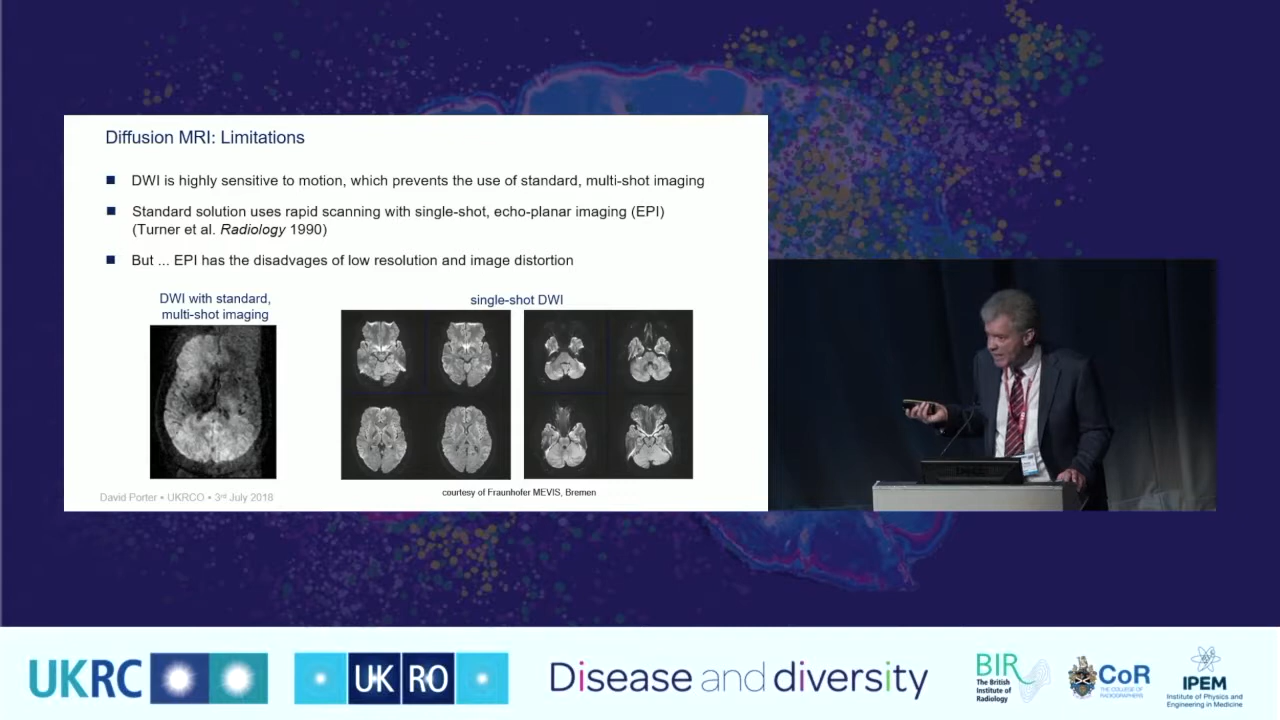 Diffusion MRI: Limitations
DWI is highly sensitive to motion, which prevents the use of standard, multi-shot imaging
Standard solution uses rapid scanning with single-shot, echo-planar imaging (EPI)
(Turner et al. Radiology 1990)
But ... EPI has the disadvages of low resolution and image distortion
DWI with standard,
multi-shot imaging
single-shot DWI
courtesy of Fraunhofer MEVIS, Bremen
David Porter • UKRCO • 3rd July 2018
UKRC
UK RO
Disease and diversity
BIR
The British
Institute of
Radiology
CoR
THE COLLEGE OF
RADIOGRAPHERS
IPEM
Institute of Physics and
Engineering in Medicine